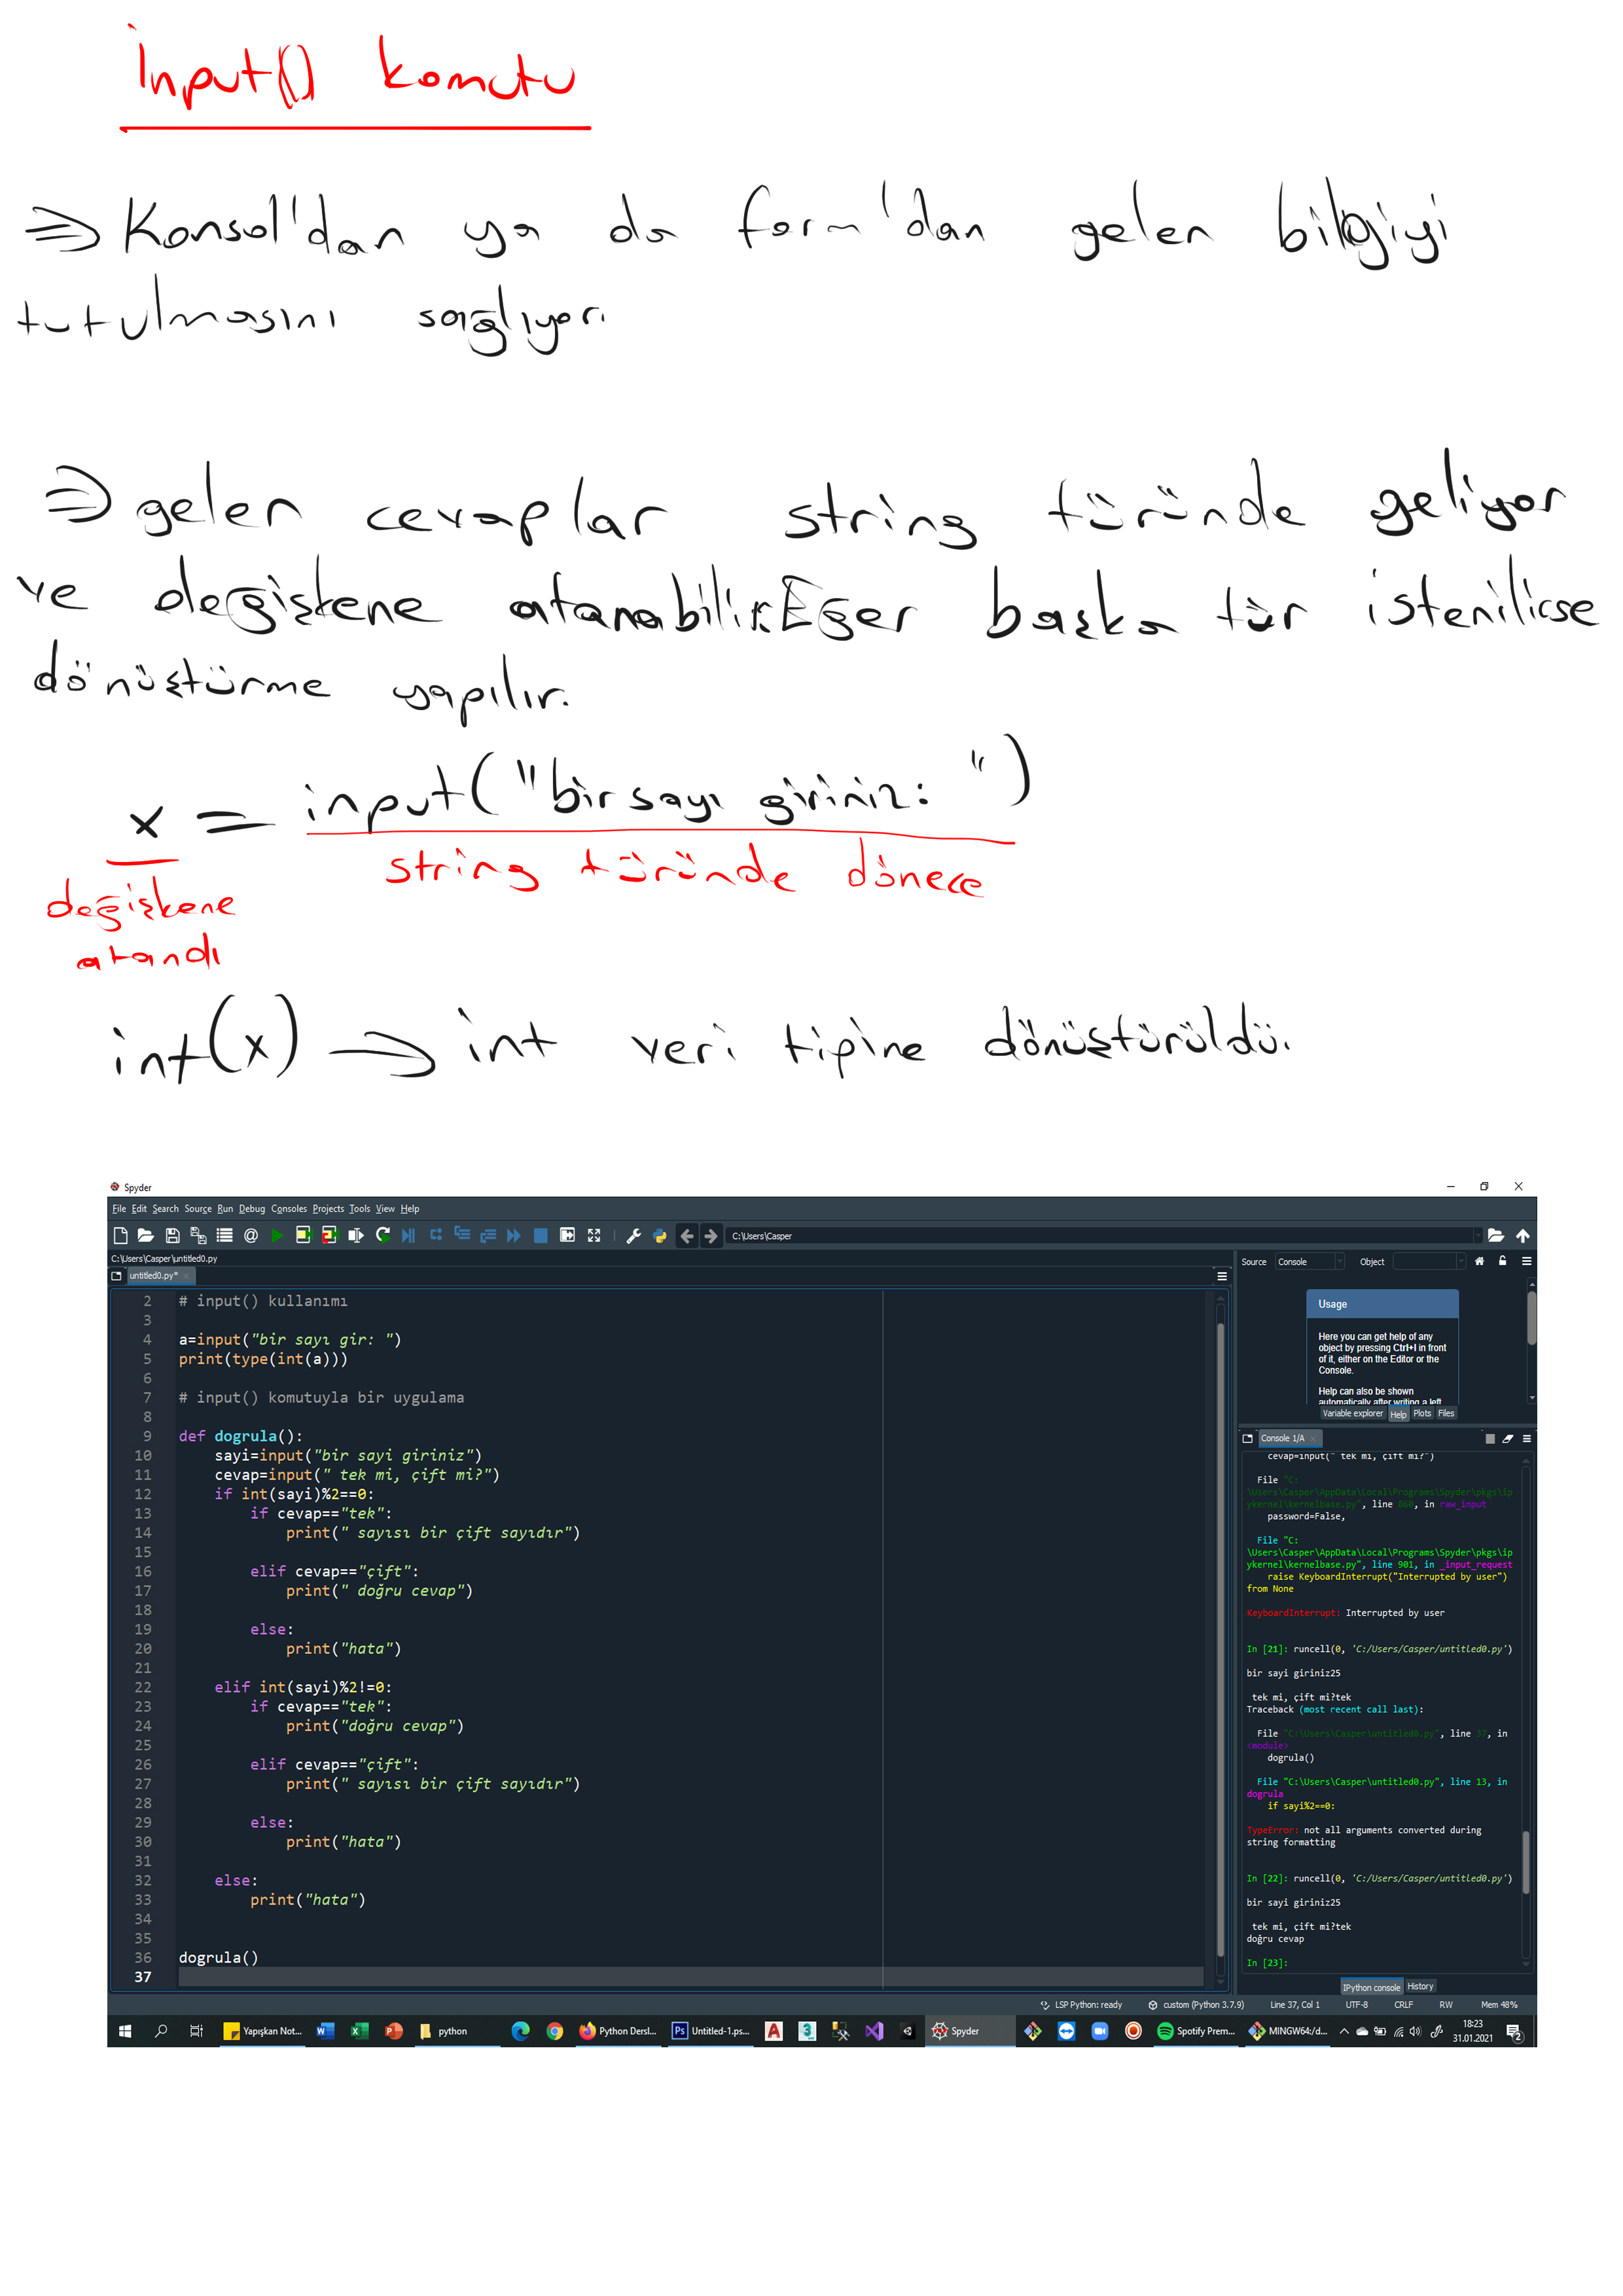 input() komutu
⇒ Konsol'dan ya da form'dan gelen bilgiyi
tutulmasını sağlıyor.
⇒ gelen cevaplar string türünde geliyor
ve değişkene atanabilir. Eğer başka tür istenilirse
dönüştürme yapılır.
x = input("bir sayı giriniz: ")
string türünde dönece
değişkene
atandı
int(x) → int veri tipine dönüştürüldü.
Spyder
File Edit Search Source Run Debug Consoles Projects Tools View Help
C:\Users\Casper
C:\Users\Casper\untitled0.py
untitled0.py*
2 # input() kullanımı
3
4 a=input("bir sayı gir: ")
5 print(type(int(a)))
6
7 # input() komutuyla bir uygulama
8
9 def dogrula():
10 sayi=input("bir sayi giriniz")
11 cevap=input(" tek mi, çift mi?")
12 if int(sayi)%2==0:
13 if cevap=="tek":
14 print(" sayısı bir çift sayıdır")
15
16 elif cevap=="çift":
17 print(" doğru cevap")
18
19 else:
20 print("hata")
21
22 elif int(sayi)%2!=0:
23 if cevap=="tek":
24 print("doğru cevap")
25
26 elif cevap=="çift":
27 print(" sayısı bir çift sayıdır")
28
29 else:
30 print("hata")
31
32 else:
33 print("hata")
34
35
36 dogrula()
37
Source Console Object
Usage
Here you can get help of any
object by pressing Ctrl+I in front
of it, either on the Editor or the
Console.
Help can also be shown
automatically after writing a left
Variable explorer Help Plots Files
Console 1/A
cevap=input(" tek mi, çift mi?")
File "C:
\Users\Casper\AppData\Local\Programs\Spyder\pkgs\ip
ykernel\kernelbase.py", line 860, in raw_input
password=False,
File "C:
\Users\Casper\AppData\Local\Programs\Spyder\pkgs\ip
ykernel\kernelbase.py", line 901, in _input_request
raise KeyboardInterrupt("Interrupted by user")
from None
KeyboardInterrupt: Interrupted by user
In [21]: runcell(0, 'C:/Users/Casper/untitled0.py')
bir sayi giriniz25
tek mi, çift mi?tek
Traceback (most recent call last):
File "C:\Users\Casper\untitled0.py", line 37, in
<module>
dogrula()
File "C:\Users\Casper\untitled0.py", line 13, in
dogrula
if sayi%2==0:
TypeError: not all arguments converted during
string formatting
In [22]: runcell(0, 'C:/Users/Casper/untitled0.py')
bir sayi giriniz25
tek mi, çift mi?tek
doğru cevap
In [23]:
IPython console History
LSP Python: ready custom (Python 3.7.9) Line 37, Col 1 UTF-8 CRLF RW Mem 48%
Yapışkan Not... python Python Dersl... Untitled-1.ps... Spyder Spotify Prem... MINGW64:/d... 18:23
31.01.2021